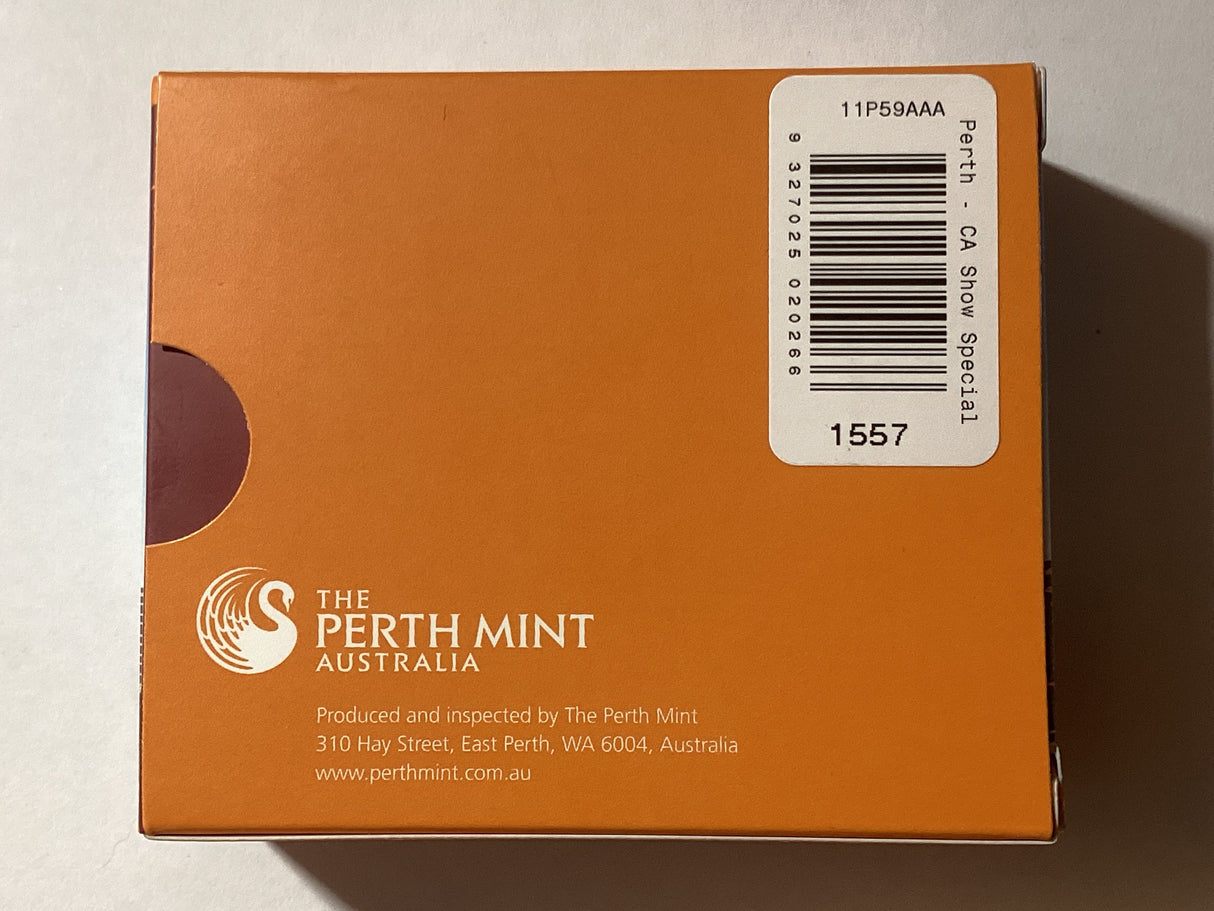 11P59AAA
Perth - CA Show Special
9 327025 020266
1557
THE
PERTH MINT
AUSTRALIA
Produced and inspected by The Perth Mint
310 Hay Street, East Perth, WA 6004, Australia
www.perthmint.com.au